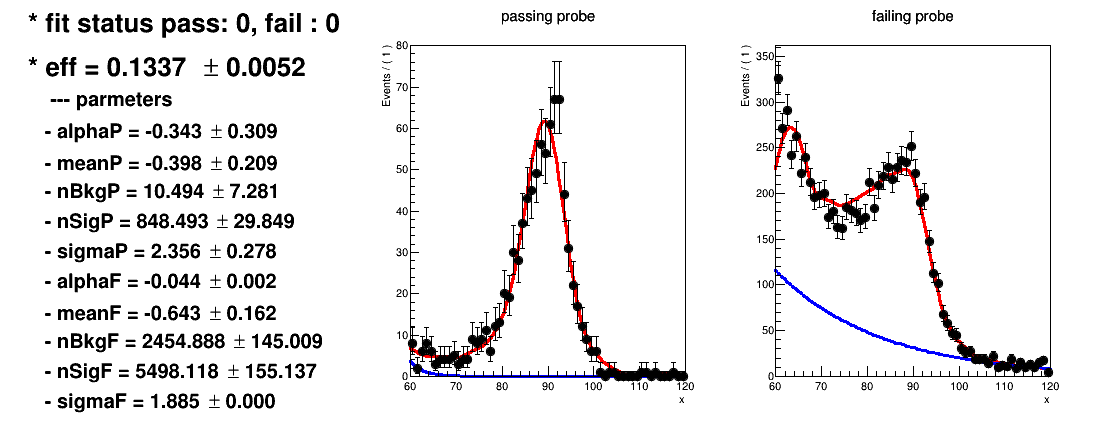 * fit status pass: 0, fail : 0
* eff = 0.1337 ± 0.0052
--- parmeters
- alphaP = -0.343 ± 0.309
- meanP = -0.398 ± 0.209
- nBkgP = 10.494 ± 7.281
- nSigP = 848.493 ± 29.849
- sigmaP = 2.356 ± 0.278
- alphaF = -0.044 ± 0.002
- meanF = -0.643 ± 0.162
- nBkgF = 2454.888 ± 145.009
- nSigF = 5498.118 ± 155.137
- sigmaF = 1.885 ± 0.000
passing probe
Events / ( 1 )
80
70
60
50
40
30
20
10
0
60 70 80 90 100 110 120
x
failing probe
Events / ( 1 )
350
300
250
200
150
100
50
0
60 70 80 90 100 110 120
x